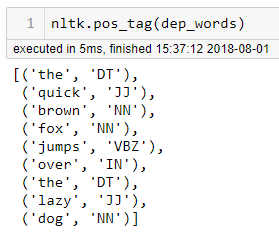 1 nltk.pos_tag(dep_words)
executed in 5ms, finished 15:37:12 2018-08-01
[('the', 'DT'),
('quick', 'JJ'),
('brown', 'NN'),
('fox', 'NN'),
('jumps', 'VBZ'),
('over', 'IN'),
('the', 'DT'),
('lazy', 'JJ'),
('dog', 'NN')]